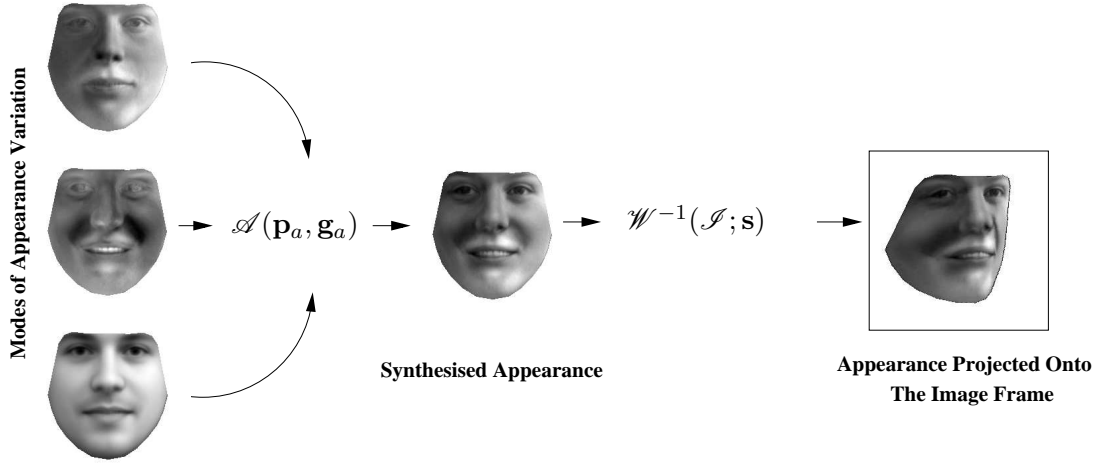 Modes of Appearance Variation
𝒜(p_a, g_a)
𝒲^{-1}(ℐ; s)
Synthesised Appearance
Appearance Projected Onto
The Image Frame